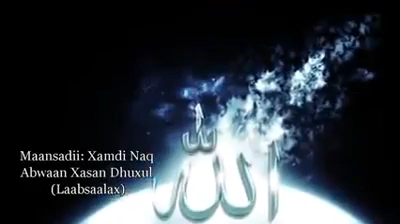 الله
Maansadii: Xamdi Naq
Abwaan Xasan Dhuxul
(Laabsaalax)